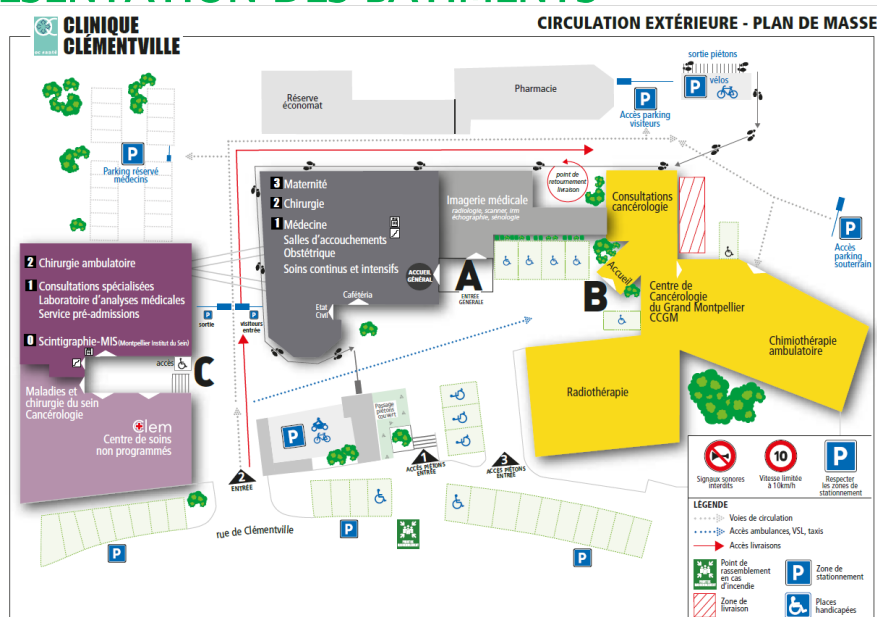 CIRCULATION EXTÉRIEURE - PLAN DE MASSE
CLINIQUE
CLÉMENTVILLE
sortie piétons
P
vélos
Réserve
économat
Pharmacie
P
Accès parking
visiteurs
P
Parking réservé
médecins
3 Maternité
2 Chirurgie
1 Médecine
Salles d'accouchements
Obstétrique
Soins continus et intensifs
Cafétéria
Etat
Civil
ACCUEIL
GÉNÉRAL
Imagerie médicale
radiologie, scanner, irm
échographie, sénologie
point de
retournement
livraison
A
ENTRÉE
GÉNÉRALE
Consultations
cancérologie
Accueil
B
Centre de
Cancérologie
du Grand Montpellier
CCGM
Chimiothérapie
ambulatoire
Radiothérapie
P
Accès
parking
souterrain
2 Chirurgie ambulatoire
1 Consultations spécialisées
Laboratoire d'analyses médicales
Service pré-admissions
0 Scintigraphie-MIS (Montpellier Institut du Sein)
accès
C
Maladies et
chirurgie du sein
Cancérologie
clem
Centre de soins
non programmés
P
sortie
P
visiteurs
entrée
P
Passage
piétons
couvert
1
ACCÈS PIÉTONS
ENTRÉE
2
ENTRÉE
3
ACCÈS PIÉTONS
ENTRÉE
rue de Clémentville
P
P
P
Signaux sonores
interdits
10
Vitesse limitée
à 10km/h
P
Respecter
les zones de
stationnement
LÉGENDE
Voies de circulation
Accès ambulances, VSL, taxis
Accès livraisons
Point de
rassemblement
en cas
d'incendie
P
Zone de
stationnement
Zone de
livraison
Places
handicapées